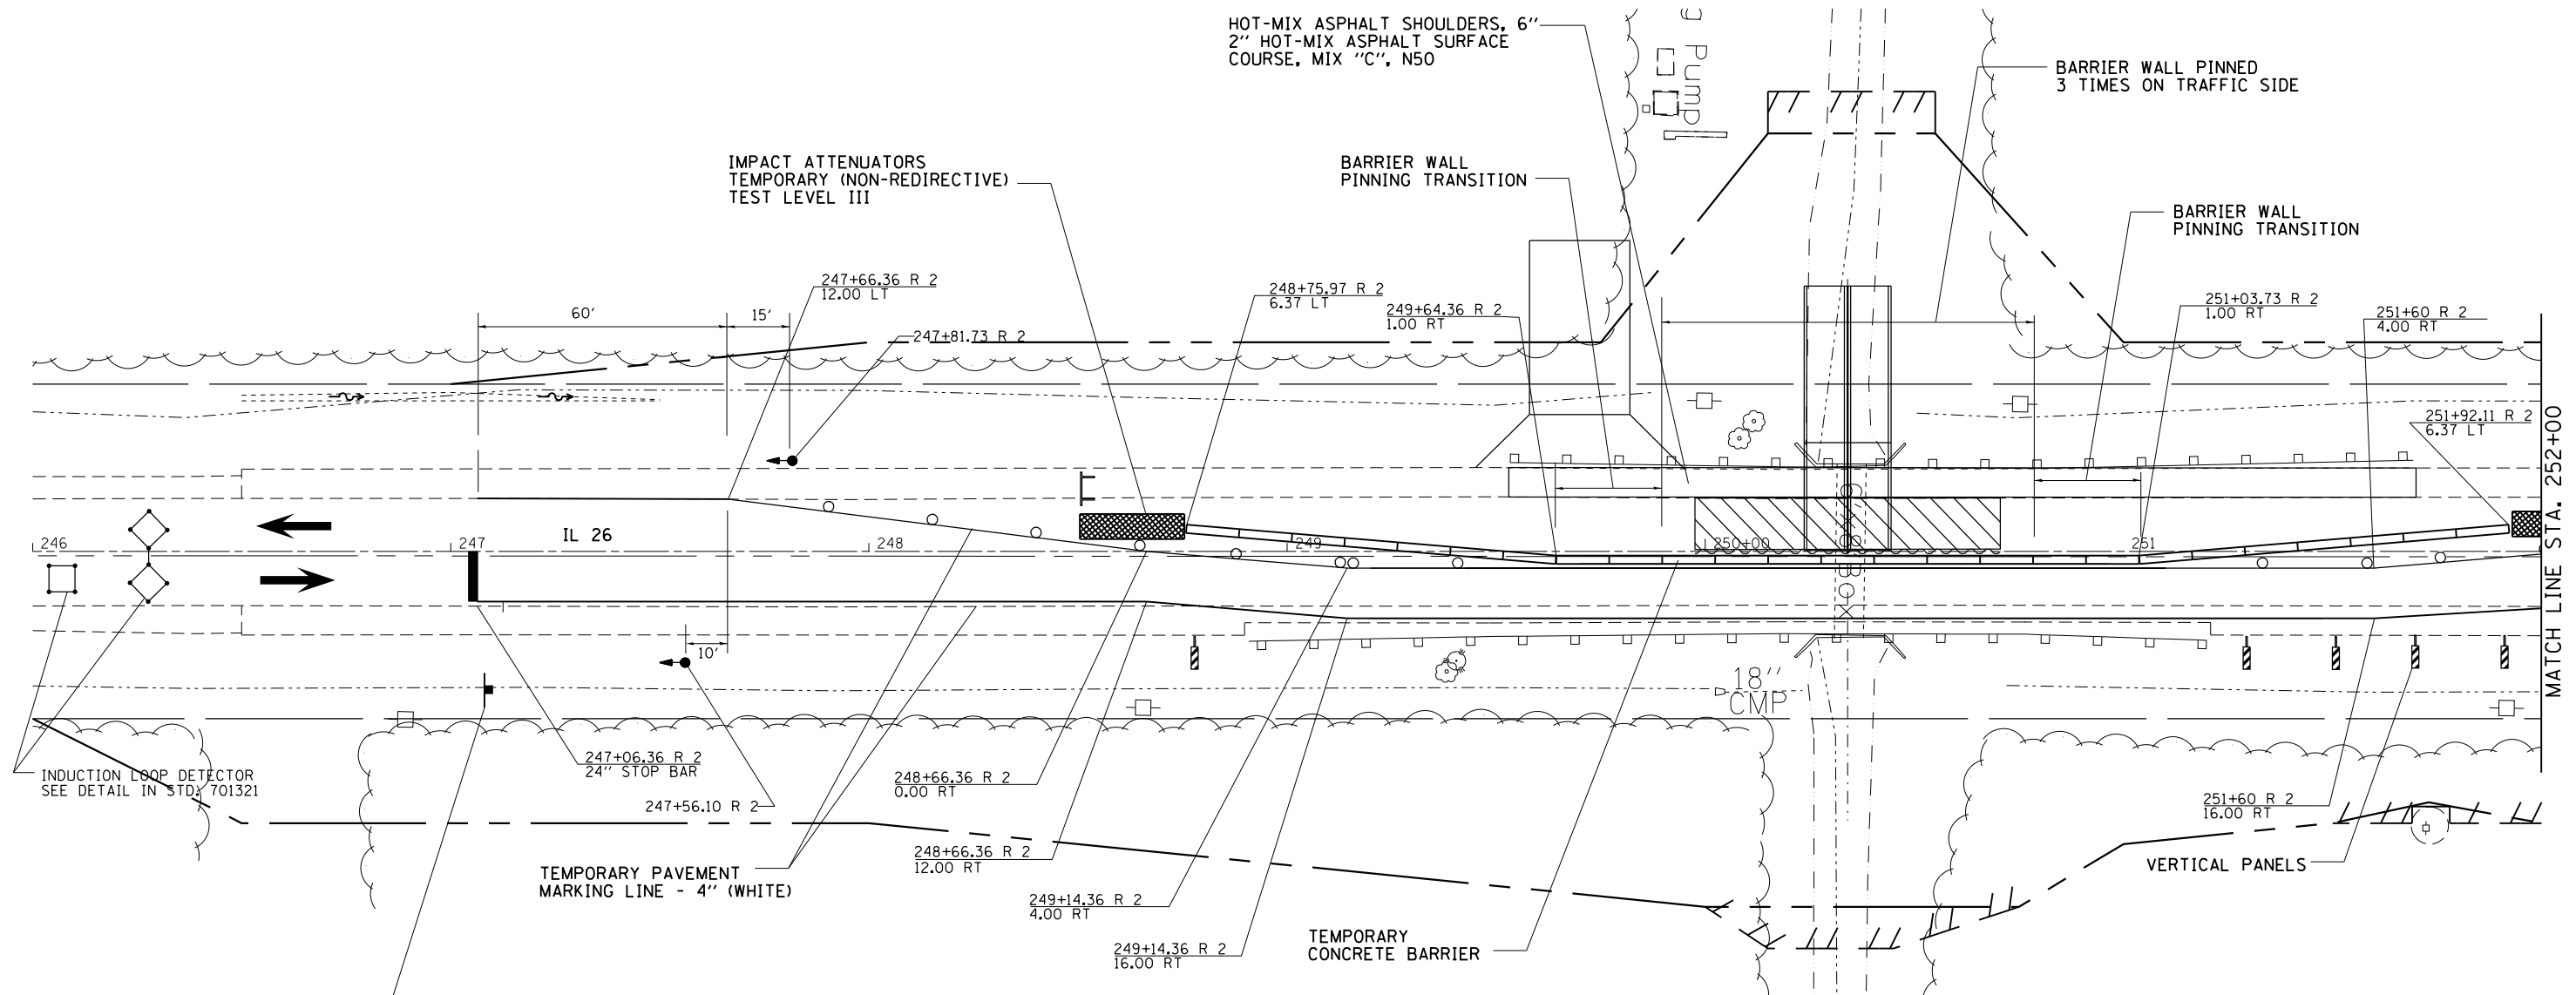 HOT-MIX ASPHALT SHOULDERS, 6''
2'' HOT-MIX ASPHALT SURFACE
COURSE, MIX ''C'', N50
Pump
BARRIER WALL PINNED
3 TIMES ON TRAFFIC SIDE
IMPACT ATTENUATORS
TEMPORARY (NON-REDIRECTIVE)
TEST LEVEL III
BARRIER WALL
PINNING TRANSITION
BARRIER WALL
PINNING TRANSITION
247+66.36 R 2
12.00 LT
248+75.97 R 2
6.37 LT
249+64.36 R 2
1.00 RT
251+03.73 R 2
1.00 RT
251+60 R 2
4.00 RT
60'
15'
247+81.73 R 2
251+92.11 R 2
6.37 LT
MATCH LINE STA. 252+00
IL 26
246
247
248
249
250+00
251
10'
18''
CMP
INDUCTION LOOP DETECTOR
SEE DETAIL IN STD. 701321
247+06.36 R 2
24'' STOP BAR
247+56.10 R 2
248+66.36 R 2
0.00 RT
248+66.36 R 2
12.00 RT
249+14.36 R 2
4.00 RT
249+14.36 R 2
16.00 RT
251+60 R 2
16.00 RT
VERTICAL PANELS
TEMPORARY PAVEMENT
MARKING LINE - 4'' (WHITE)
TEMPORARY
CONCRETE BARRIER